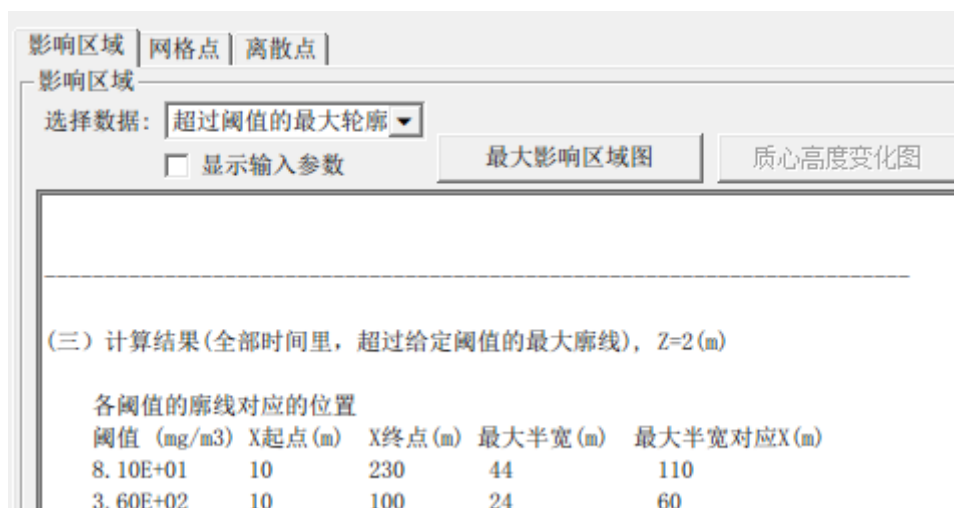 影响区域 网格点 离散点
影响区域
选择数据: 超过阈值的最大轮廓
显示输入参数 最大影响区域图 质心高度变化图
(三) 计算结果(全部时间里, 超过给定阈值的最大廓线), Z=2(m)
各阈值的廓线对应的位置
阈值 (mg/m3) X起点(m) X终点(m) 最大半宽(m) 最大半宽对应X(m)
8.10E+01 10 230 44 110
3.60E+02 10 100 24 60